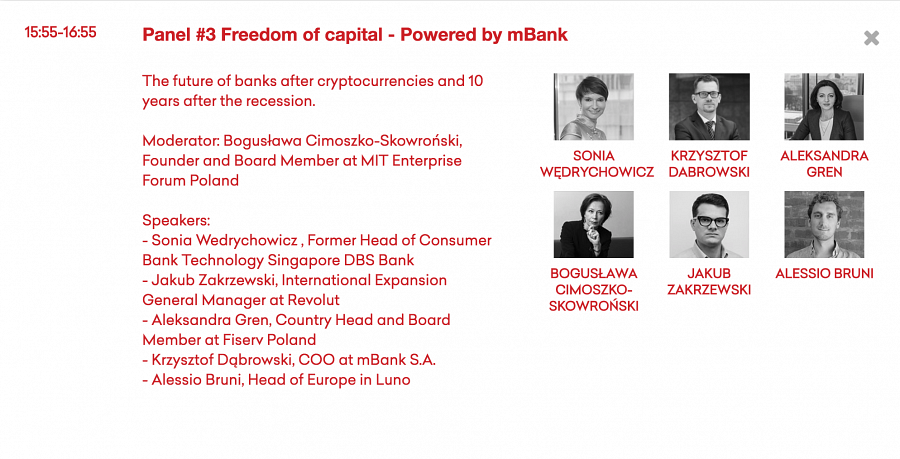 15:55-16:55
Panel #3 Freedom of capital - Powered by mBank
The future of banks after cryptocurrencies and 10
years after the recession.
Moderator: Bogusława Cimoszko-Skowroński,
Founder and Board Member at MIT Enterprise
Forum Poland
Speakers:
- Sonia Wedrychowicz , Former Head of Consumer
Bank Technology Singapore DBS Bank
- Jakub Zakrzewski, International Expansion
General Manager at Revolut
- Aleksandra Gren, Country Head and Board
Member at Fiserv Poland
- Krzysztof Dąbrowski, COO at mBank S.A.
- Alessio Bruni, Head of Europe in Luno
SONIA
WĘDRYCHOWICZ
KRZYSZTOF
DABROWSKI
ALEKSANDRA
GREN
BOGUSŁAWA
CIMOSZKO-
SKOWROŃSKI
JAKUB
ZAKRZEWSKI
ALESSIO BRUNI